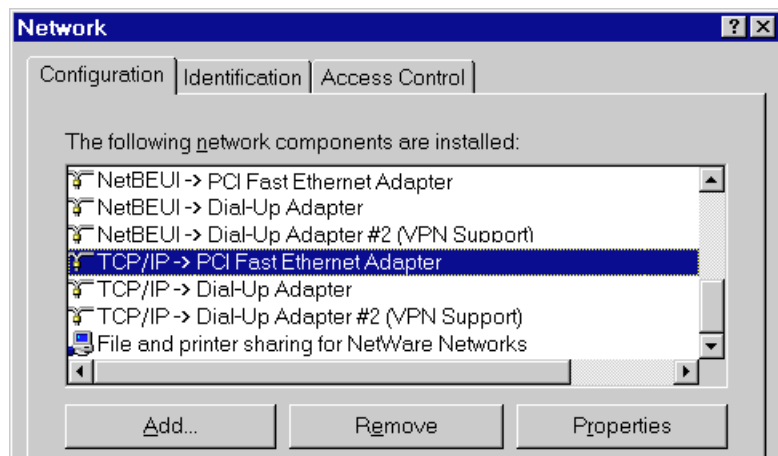 Network
Configuration Identification Access Control
The following network components are installed:
NetBEUI -> PCI Fast Ethernet Adapter
NetBEUI -> Dial-Up Adapter
NetBEUI -> Dial-Up Adapter #2 (VPN Support)
TCP/IP -> PCI Fast Ethernet Adapter
TCP/IP -> Dial-Up Adapter
TCP/IP -> Dial-Up Adapter #2 (VPN Support)
File and printer sharing for NetWare Networks
Add... Remove Properties